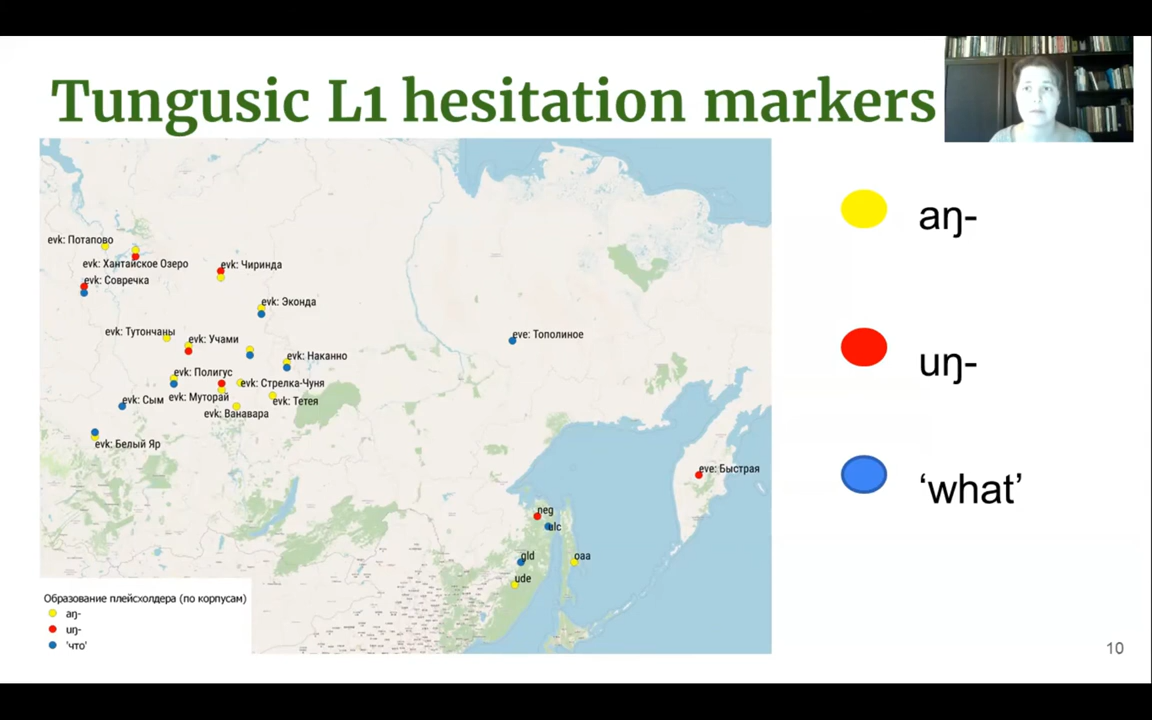 Tungusic L1 hesitation markers
evk: Потапово
evk: Хантайское Озеро
evk: Чиринда
evk: Совречка
evk: Эконда
evk: Тутончаны
evk: Учами
eve: Тополиное
evk: Наканно
evk: Полигус
evk: Стрелка-Чуня
evk: Сым
evk: Муторай
evk: Тетея
evk: Ванавара
evk: Белый Яр
eve: Быстрая
neg
ulc
gld
oaa
ude
Образование плейсхолдера (по корпусам)
aŋ-
uŋ-
'что'
aŋ-
uŋ-
‘what’
10